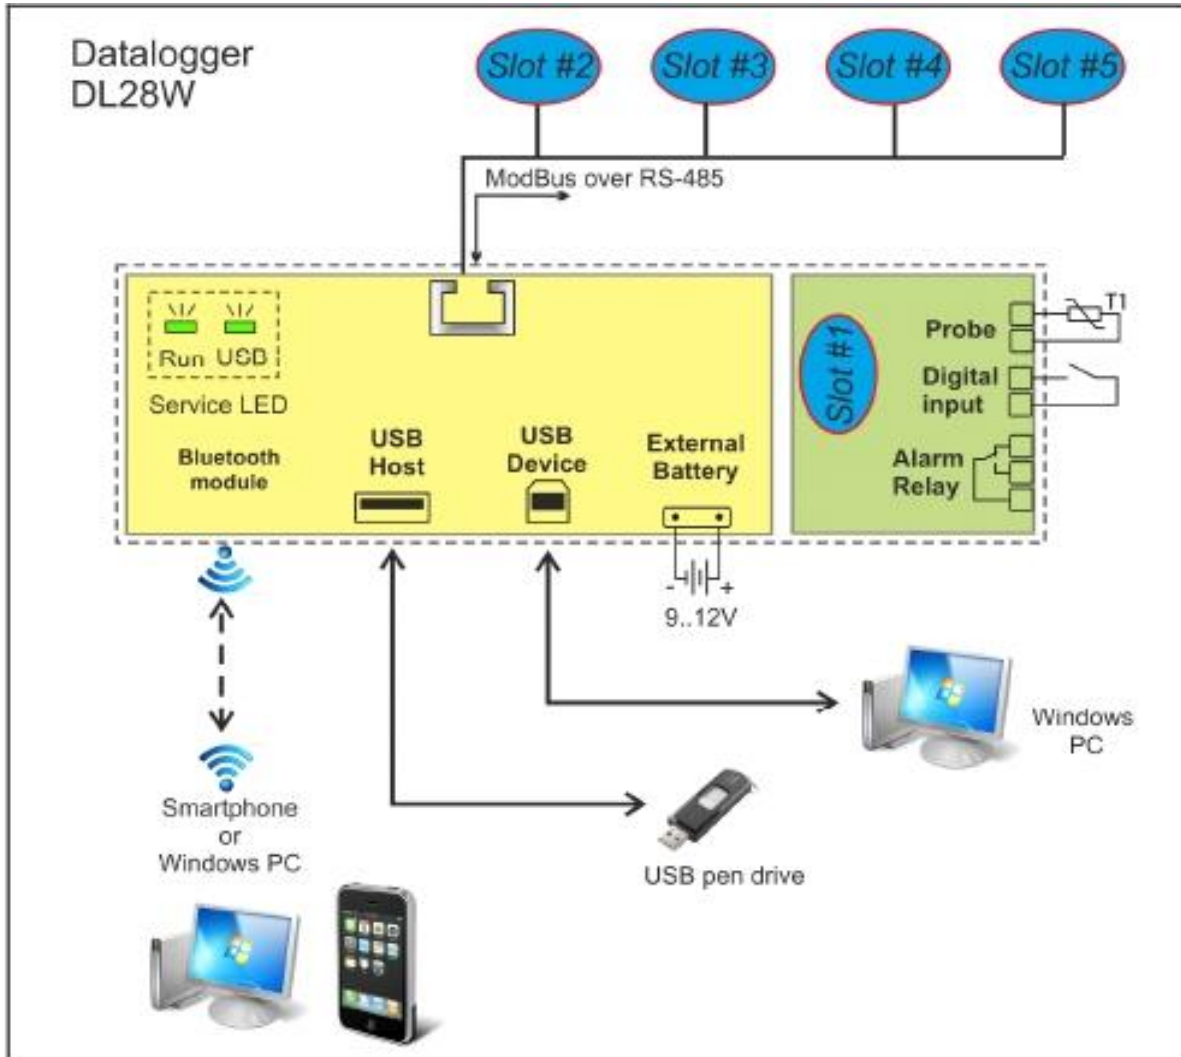 Datalogger
DL28W
Slot #2
Slot #3
Slot #4
Slot #5
ModBus over RS-485
Run
USB
Service LED
Bluetooth
module
USB
Host
USB
Device
External
Battery
- +
9..12V
Slot #1
Probe
T1
Digital
input
Alarm
Relay
Windows
PC
Smartphone
or
Windows PC
USB pen drive